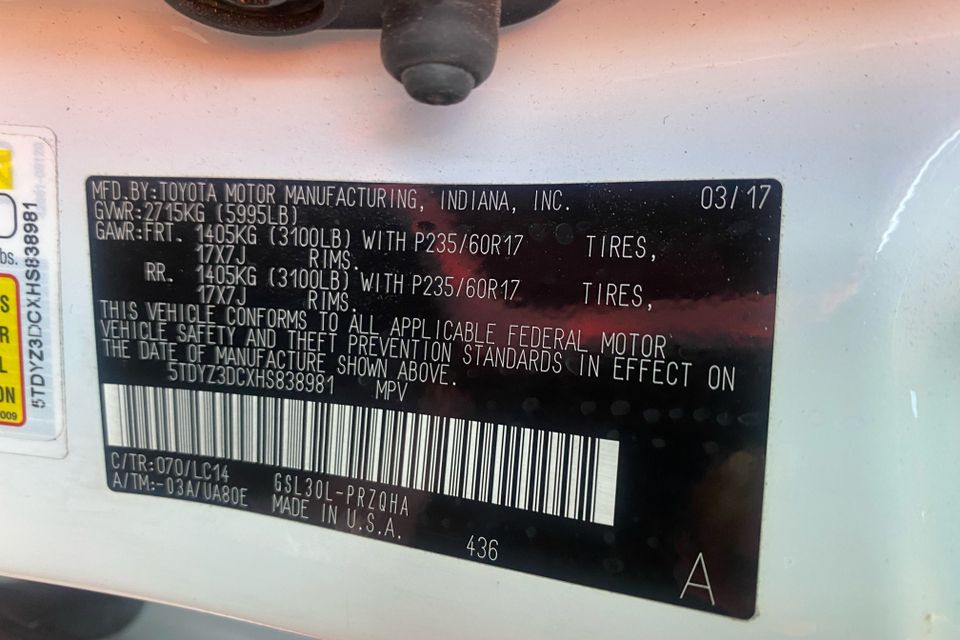 MFD.BY:TOYOTA MOTOR MANUFACTURING, INDIANA, INC. 03/17
GVWR:2715KG (5995LB)
GAWR:FRT. 1405KG (3100LB) WITH P235/60R17 TIRES,
17X7J RIMS.
RR. 1405KG (3100LB) WITH P235/60R17 TIRES,
17X7J RIMS.
THIS VEHICLE CONFORMS TO ALL APPLICABLE FEDERAL MOTOR
VEHICLE SAFETY AND THEFT PREVENTION STANDARDS IN EFFECT ON
THE DATE OF MANUFACTURE SHOWN ABOVE.
5TDYZ3DCXHS838981 MPV
C/TR:070/LC14 GSL30L-PRZQHA
A/TM:-03A/UA80E MADE IN U.S.A.
436
A
5TDYZ3DCXHS838981
bs.
S
R
L
ON
009